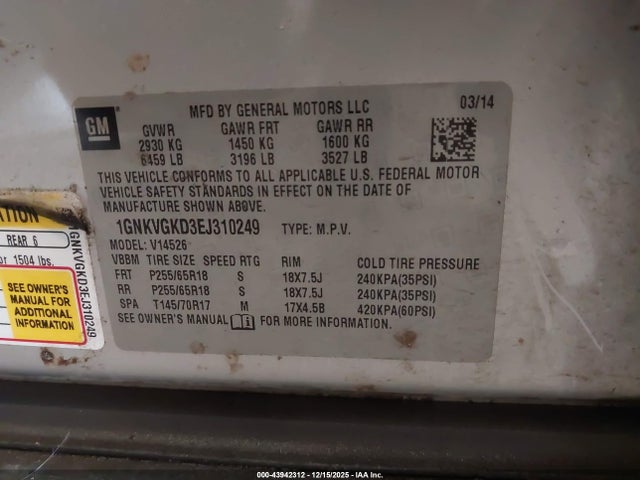 MFD BY GENERAL MOTORS LLC 03/14
GM
GVWR GAWR FRT GAWR RR
2930 KG 1450 KG 1600 KG
6459 LB 3196 LB 3527 LB
THIS VEHICLE CONFORMS TO ALL APPLICABLE U.S. FEDERAL MOTOR
VEHICLE SAFETY STANDARDS IN EFFECT ON THE DATE OF
MANUFACTURE SHOWN ABOVE.
1GNKVGKD3EJ310249 TYPE: M.P.V.
MODEL: V14526
VBBM TIRE SIZE SPEED RTG RIM COLD TIRE PRESSURE
FRT P255/65R18 S 18X7.5J 240KPA(35PSI)
RR P255/65R18 S 18X7.5J 240KPA(35PSI)
SPA T145/70R17 M 17X4.5B 420KPA(60PSI)
SEE OWNER'S MANUAL FOR MORE INFORMATION
ATION
REAR 6
or 1504 lbs.
SEE OWNER'S
MANUAL FOR
ADDITIONAL
INFORMATION
1GNKVGKD3EJ310249
000-43942312 - 12/15/2025 - IAA Inc.